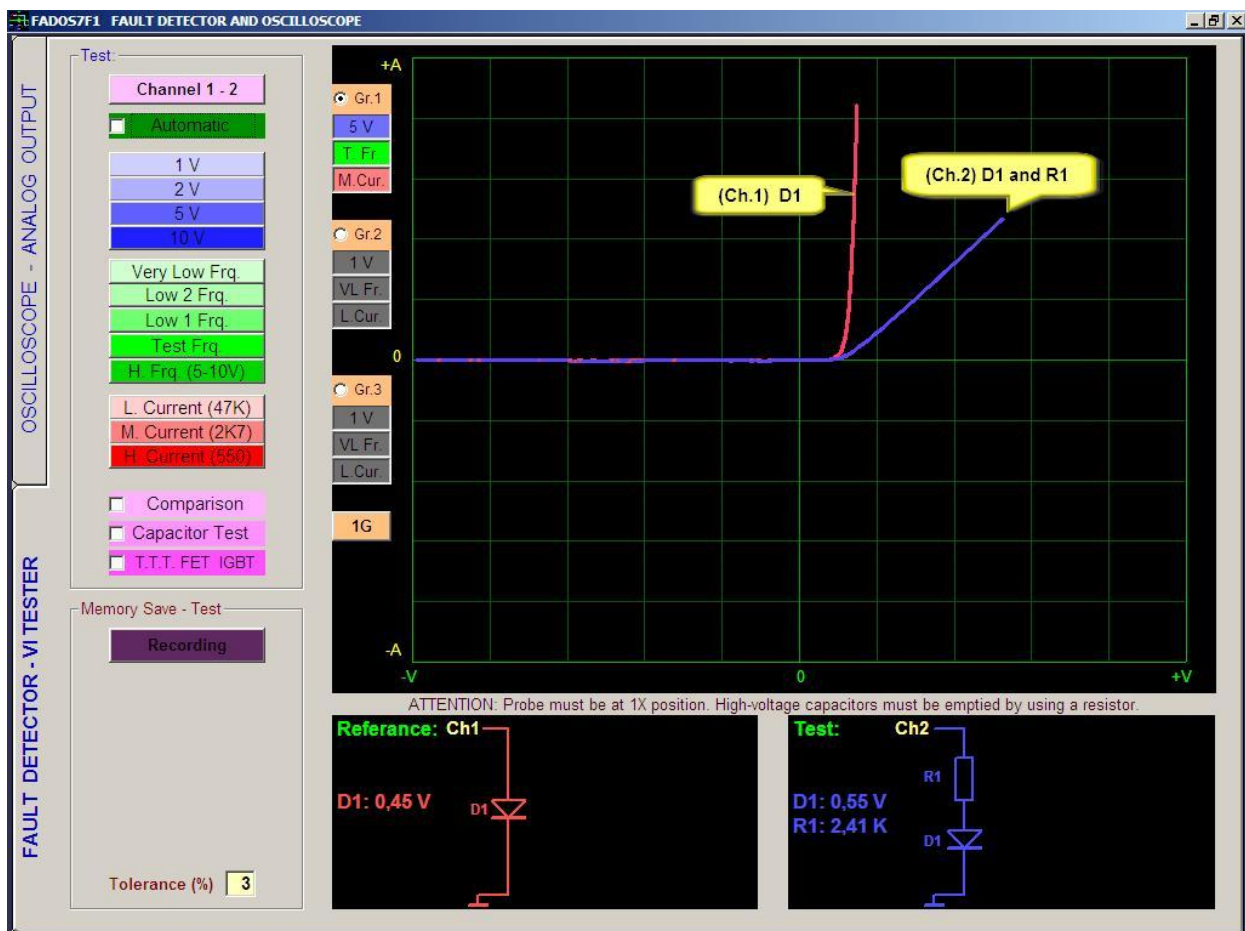 FADOS7F1 FAULT DETECTOR AND OSCILLOSCOPE
OSCILLOSCOPE - ANALOG OUTPUT
FAULT DETECTOR - VI TESTER
Test:
Channel 1 - 2
Automatic
1 V
2 V
5 V
10 V
Very Low Frq.
Low 2 Frq.
Low 1 Frq.
Test Frq.
H. Frq. (5-10V)
L. Current (47K)
M. Current (2K7)
H. Current (550)
Comparison
Capacitor Test
T.T.T. FET IGBT
Memory Save - Test
Recording
Tolerance (%) 3
+A
Gr.1
5 V
T. Fr
M.Cur.
Gr.2
1 V
VL Fr.
L.Cur.
0
Gr.3
1 V
VL Fr.
L.Cur.
1G
-A
-V
0
+V
(Ch.1) D1
(Ch.2) D1 and R1
ATTENTION: Probe must be at 1X position. High-voltage capacitors must be emptied by using a resistor.
Referance: Ch1
D1: 0,45 V
D1
Test: Ch2
R1
D1: 0,55 V
R1: 2,41 K
D1